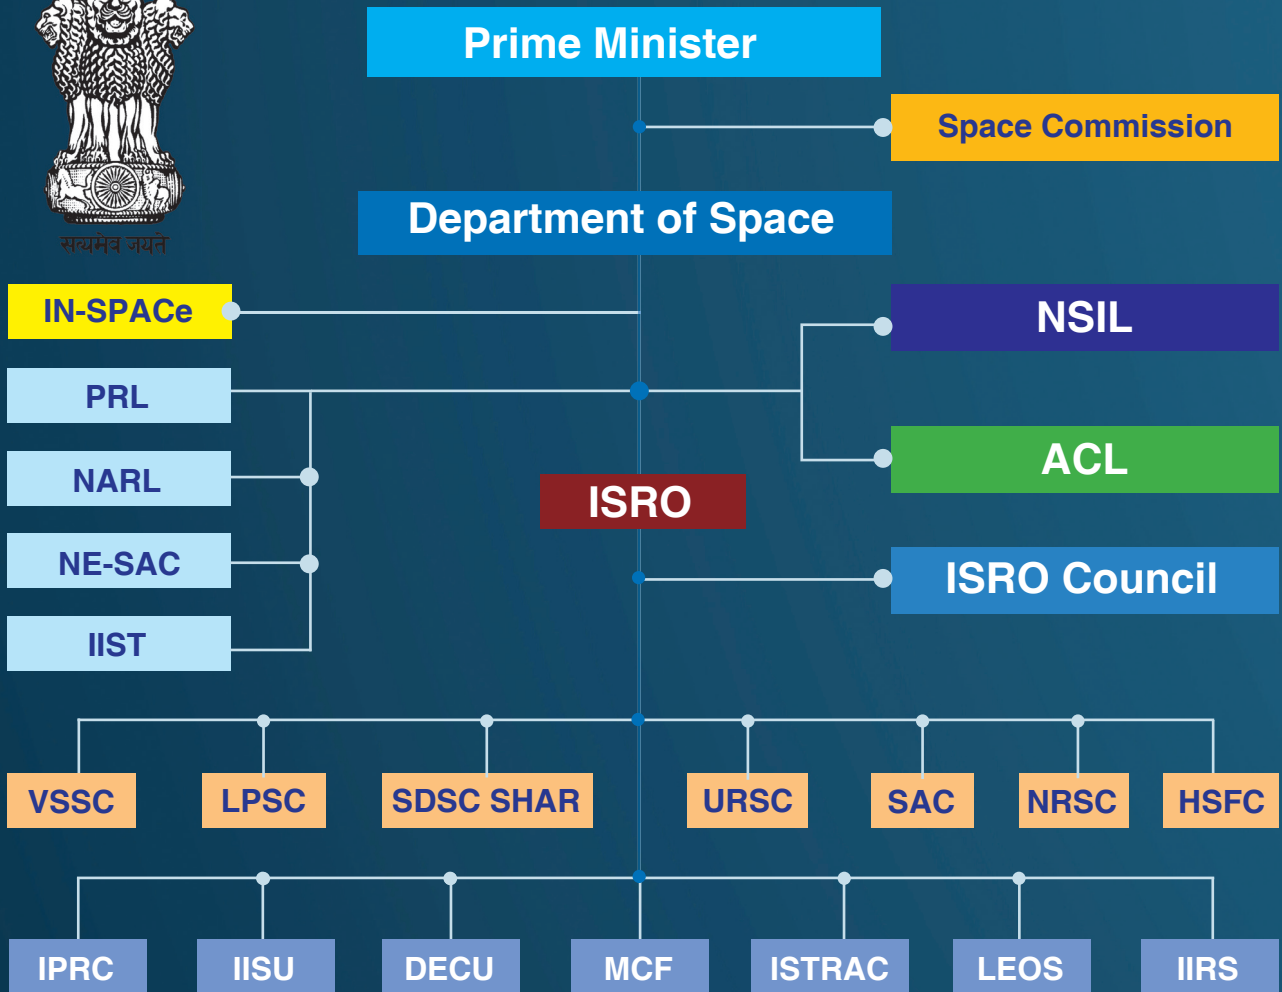 Prime Minister
Space Commission
Department of Space
सत्यमेव जयते
IN-SPACe
NSIL
PRL
ACL
NARL
ISRO
NE-SAC
ISRO Council
IIST
VSSC
LPSC
SDSC SHAR
URSC
SAC
NRSC
HSFC
IPRC
IISU
DECU
MCF
ISTRAC
LEOS
IIRS